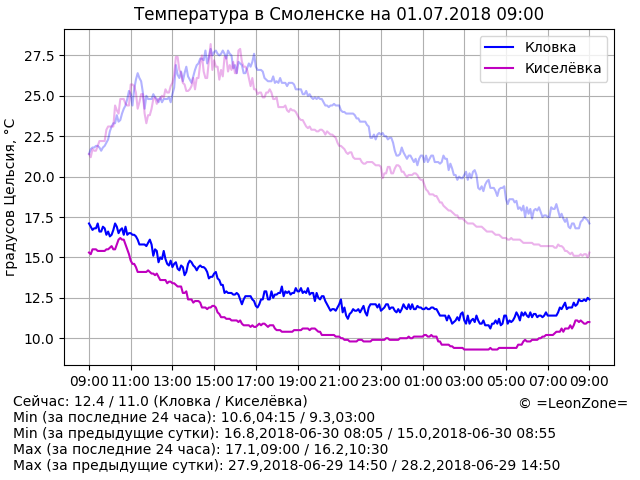 Температура в Смоленске на 01.07.2018 09:00
Кловка
Киселёвка
градусов Цельсия, °C
27.5
25.0
22.5
20.0
17.5
15.0
12.5
10.0
09:00 11:00 13:00 15:00 17:00 19:00 21:00 23:00 01:00 03:00 05:00 07:00 09:00
© =LeonZone=
Сейчас: 12.4 / 11.0 (Кловка / Киселёвка)
Min (за последние 24 часа): 10.6,04:15 / 9.3,03:00
Min (за предыдущие сутки): 16.8,2018-06-30 08:05 / 15.0,2018-06-30 08:55
Max (за последние 24 часа): 17.1,09:00 / 16.2,10:30
Max (за предыдущие сутки): 27.9,2018-06-29 14:50 / 28.2,2018-06-29 14:50